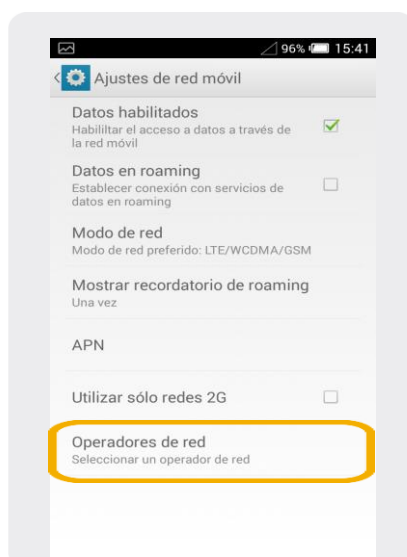 96% 15:41
Ajustes de red móvil
Datos habilitados
Habililtar el acceso a datos a través de
la red móvil
Datos en roaming
Establecer conexión con servicios de
datos en roaming
Modo de red
Modo de red preferido: LTE/WCDMA/GSM
Mostrar recordatorio de roaming
Una vez
APN
Utilizar sólo redes 2G
Operadores de red
Seleccionar un operador de red